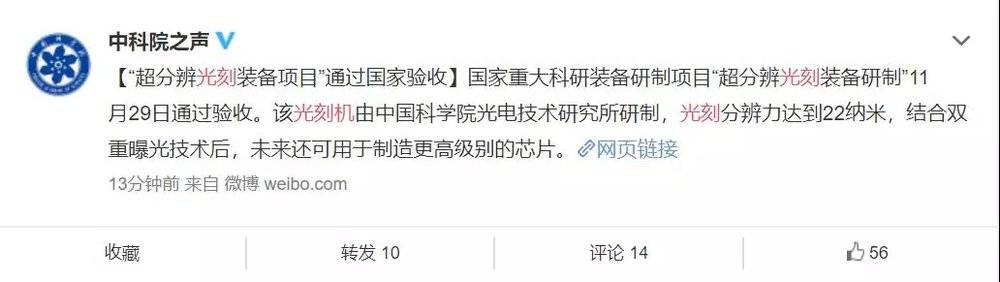 中科院之声
【“超分辨光刻装备项目”通过国家验收】国家重大科研装备研制项目“超分辨光刻装备研制”11
月29日通过验收。该光刻机由中国科学院光电技术研究所研制，光刻分辨力达到22纳米，结合双
重曝光技术后，未来还可用于制造更高级别的芯片。网页链接
13分钟前 来自 微博 weibo.com
收藏 转发 10 评论 14 56